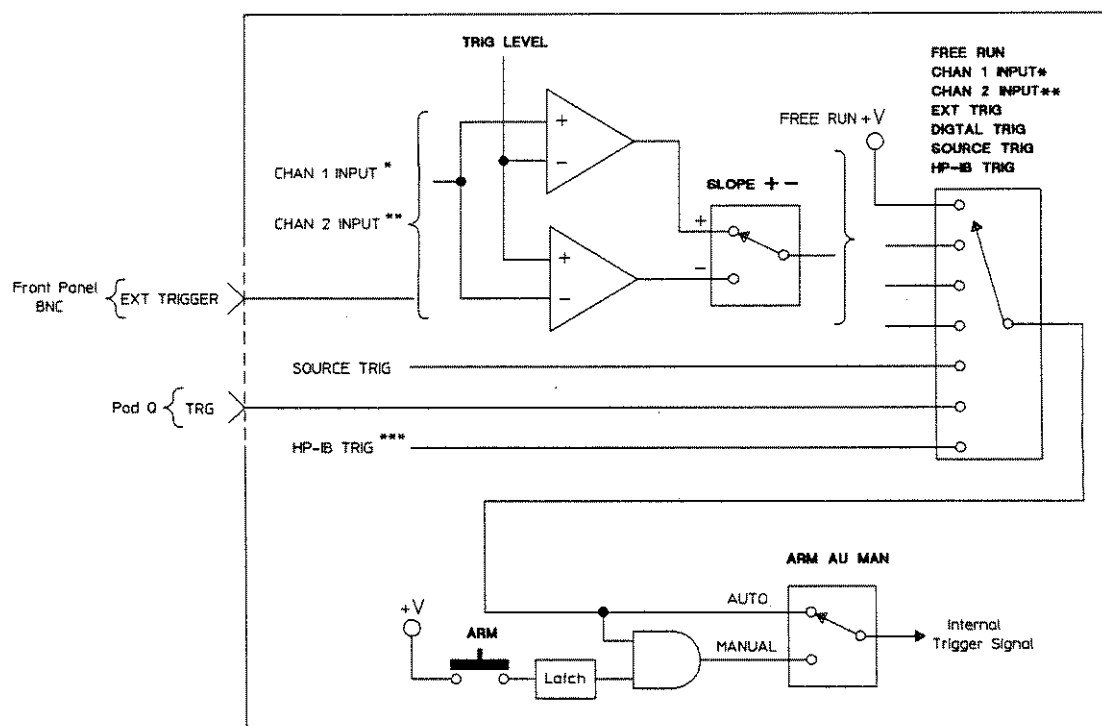 TRIG LEVEL
FREE RUN
CHAN 1 INPUT*
CHAN 2 INPUT**
EXT TRIG
DIGTAL TRIG
SOURCE TRIG
HP-IB TRIG
FREE RUN +V
+
−
CHAN 1 INPUT *
SLOPE + −
CHAN 2 INPUT **
+
−
+
−
Front Panel
BNC
EXT TRIGGER
SOURCE TRIG
Pod Q
TRG
HP-IB TRIG ***
ARM AU MAN
+V
AUTO
ARM
MANUAL
Internal
Trigger Signal
Latch